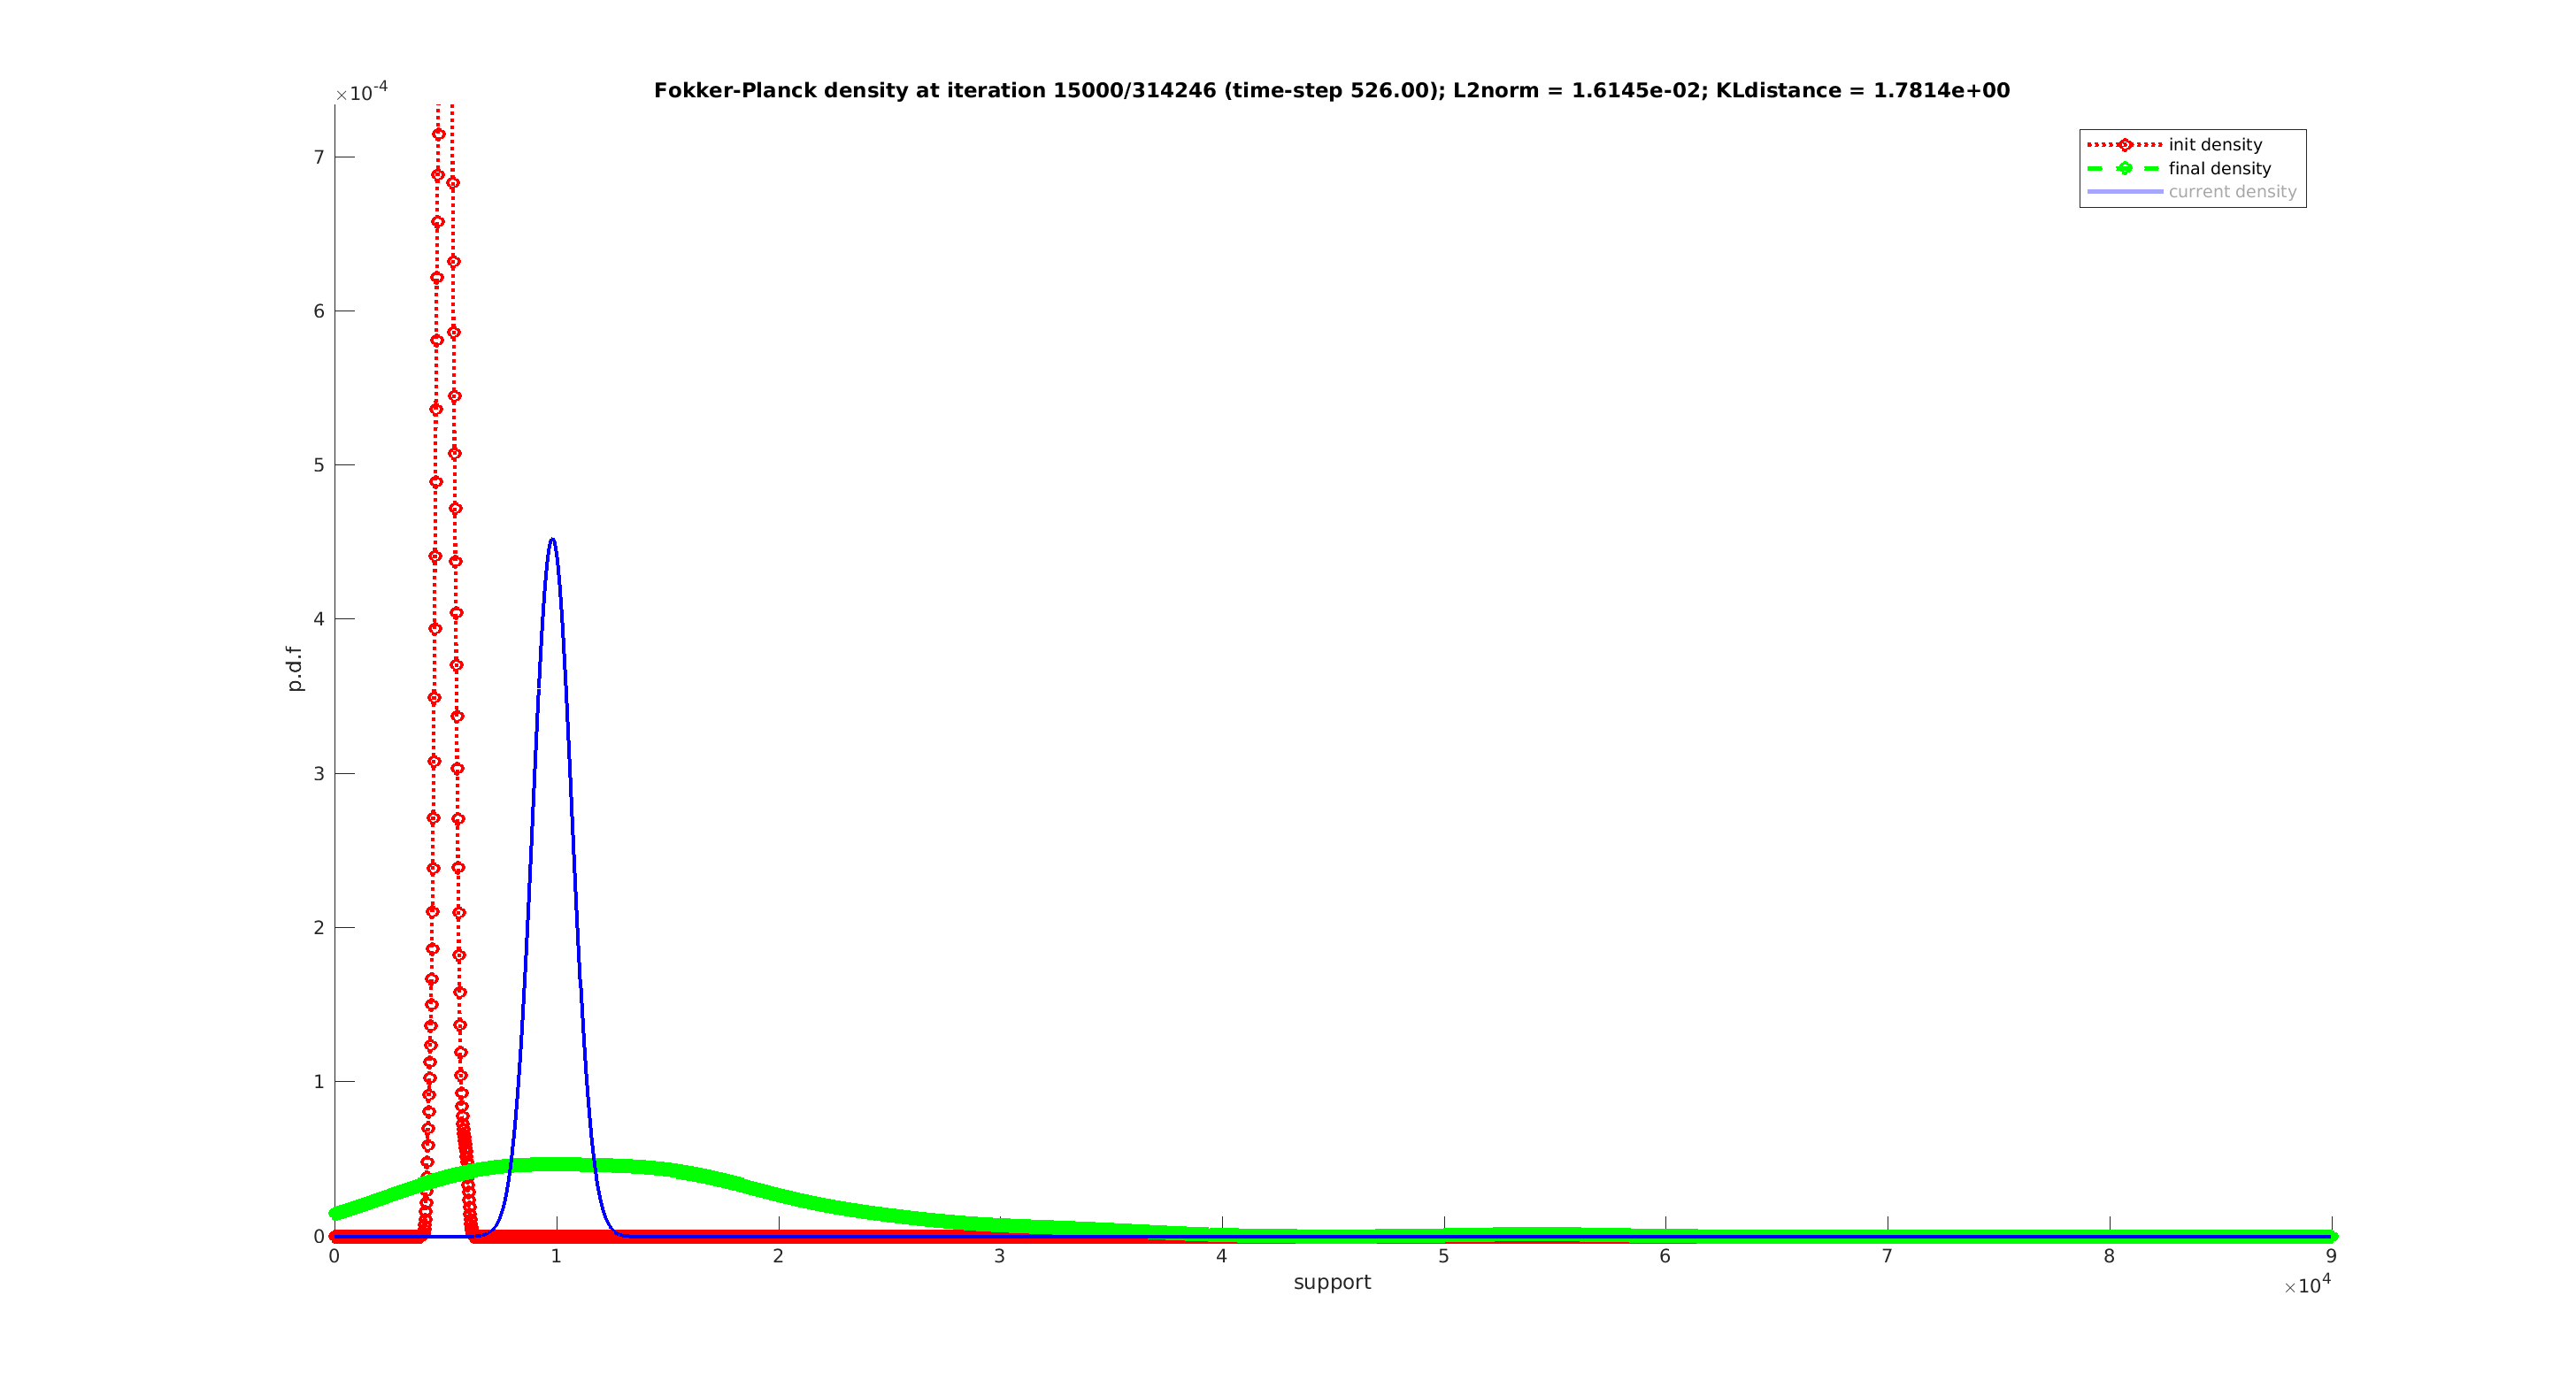 Fokker-Planck density at iteration 15000/314246 (time-step 526.00); L2norm = 1.6145e-02; KLdistance = 1.7814e+00
×10-4
init density
final density
current density
7
6
5
4
3
2
1
0
p.d.f
0 1 2 3 4 5 6 7 8 9
support
×104